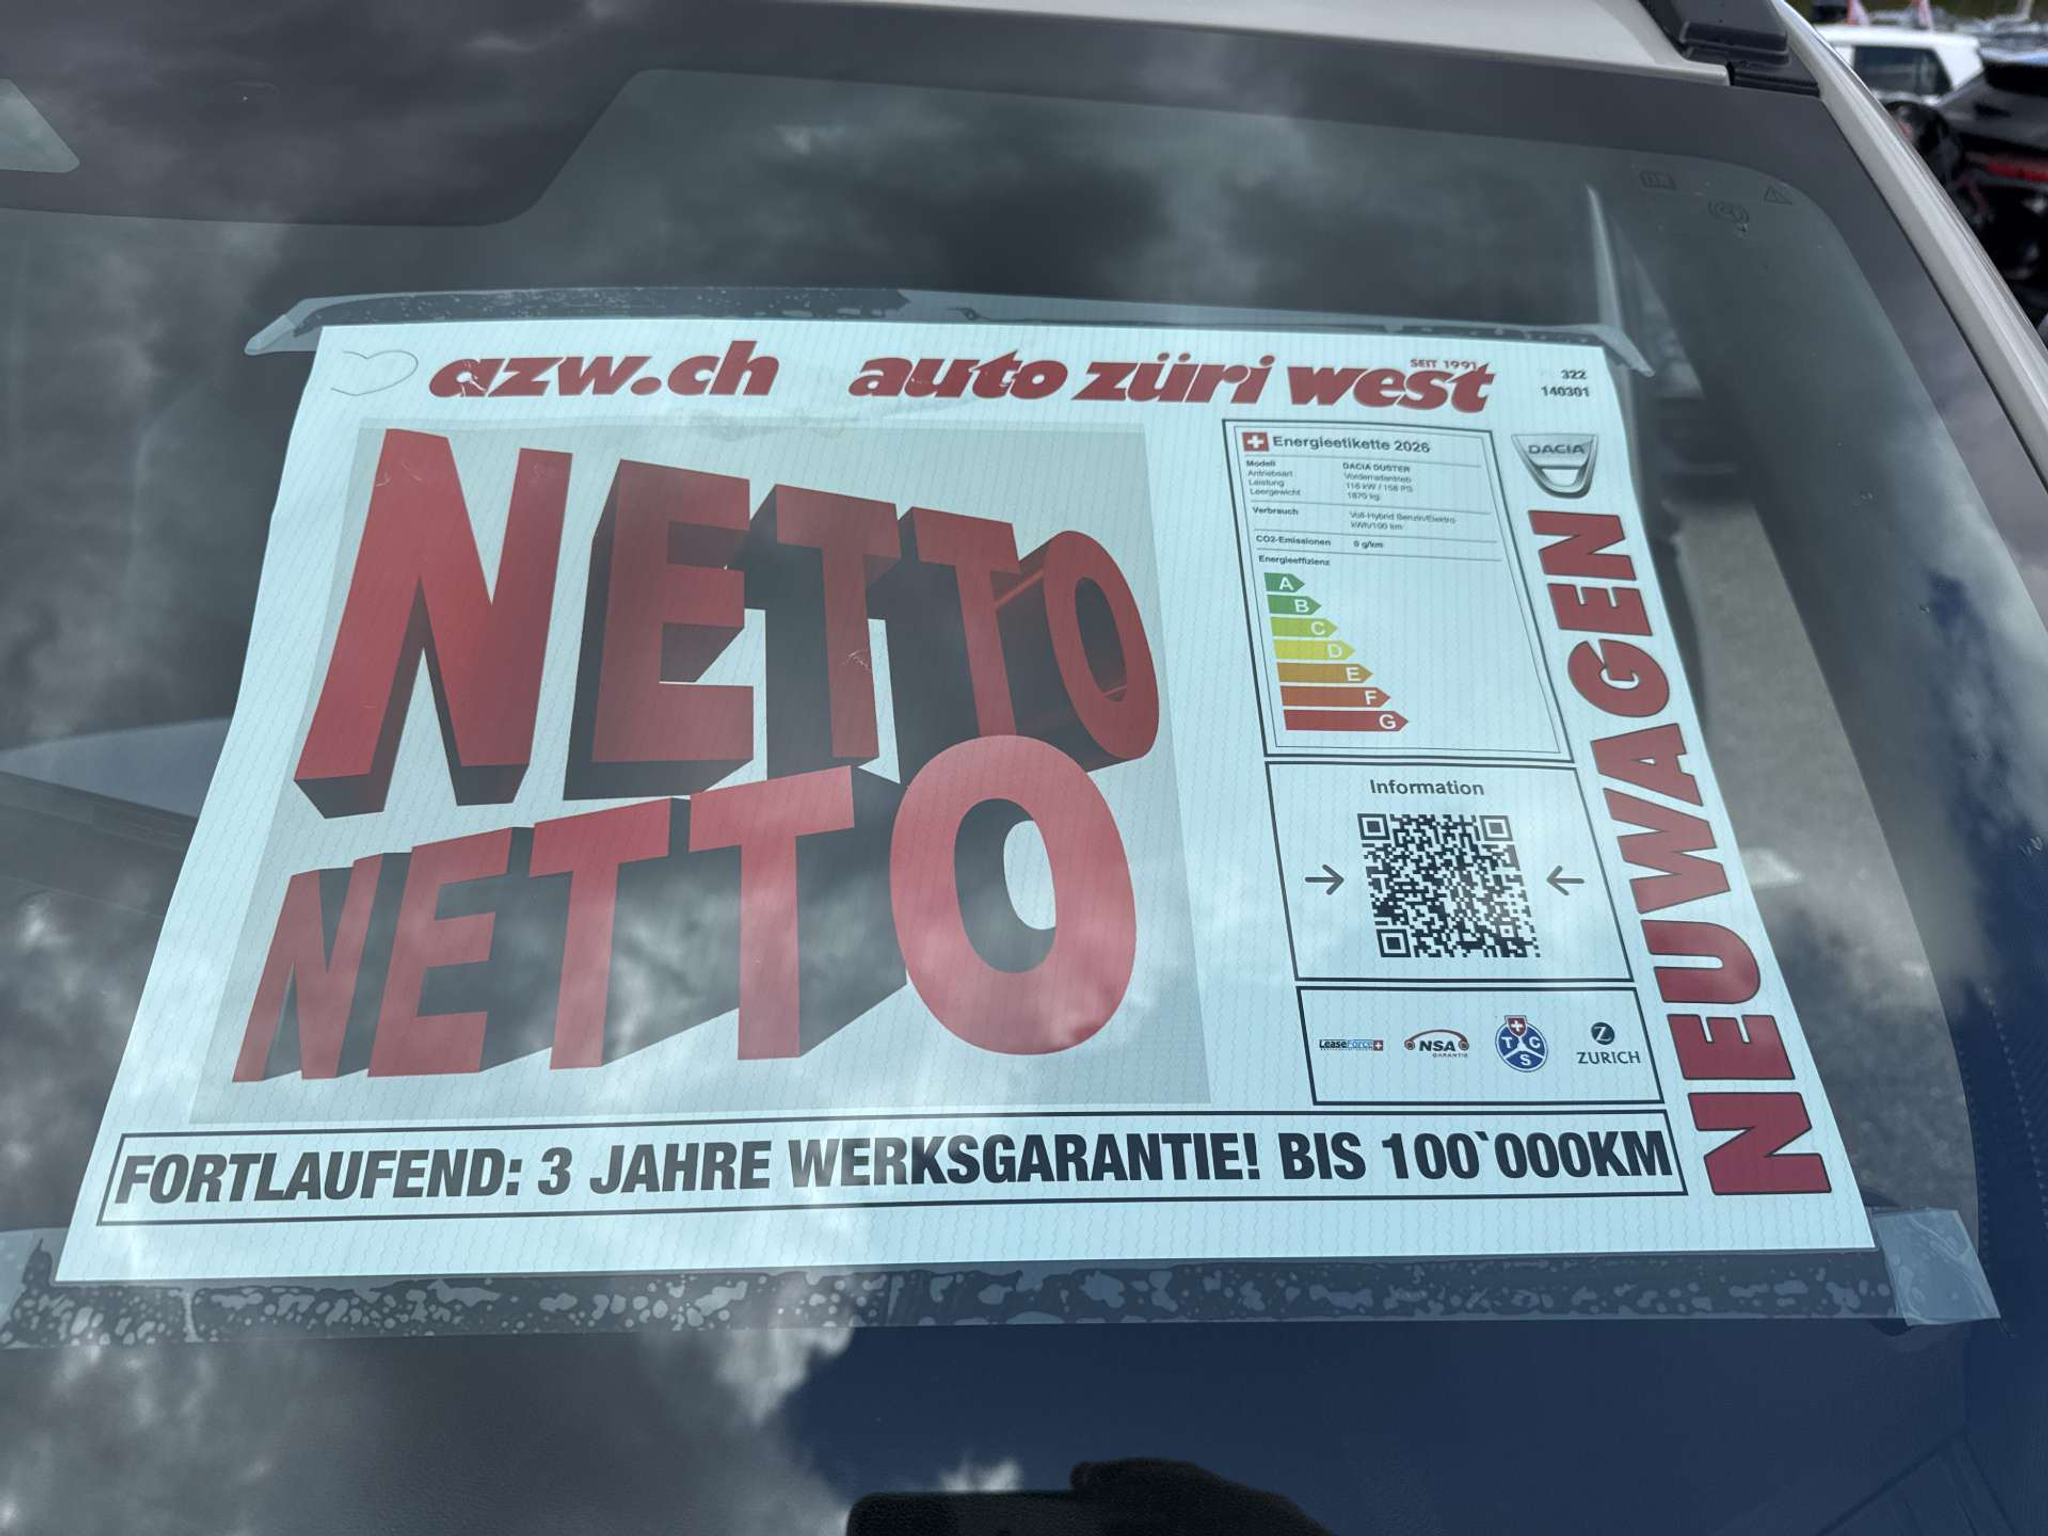 azw.ch auto züri west
SEIT 1991
322
140301
NETTO
NETTO
Energieetikette 2026
Modell DACIA DUSTER
Antriebsart Vorderradantrieb
Leistung 116 kW / 158 PS
Leergewicht 1870 kg
Verbrauch Voll-Hybrid Benzin/Elektro
kWh/100 km
CO2-Emissionen 0 g/km
Energieeffizienz
A
B
C
D
E
F
G
DACIA
NEUWAGEN
Information
LeaseForce
NSA
GARANTIE
TCS
Z
ZURICH
FORTLAUFEND: 3 JAHRE WERKSGARANTIE! BIS 100`000KM